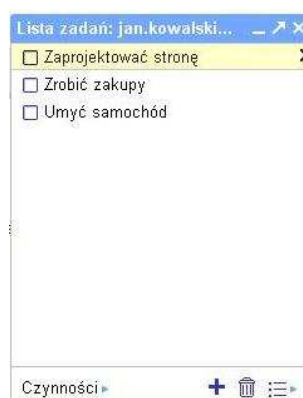 Lista zadań: jan.kowalski...
Zaprojektować stronę
Zrobić zakupy
Umyć samochód
Czynności